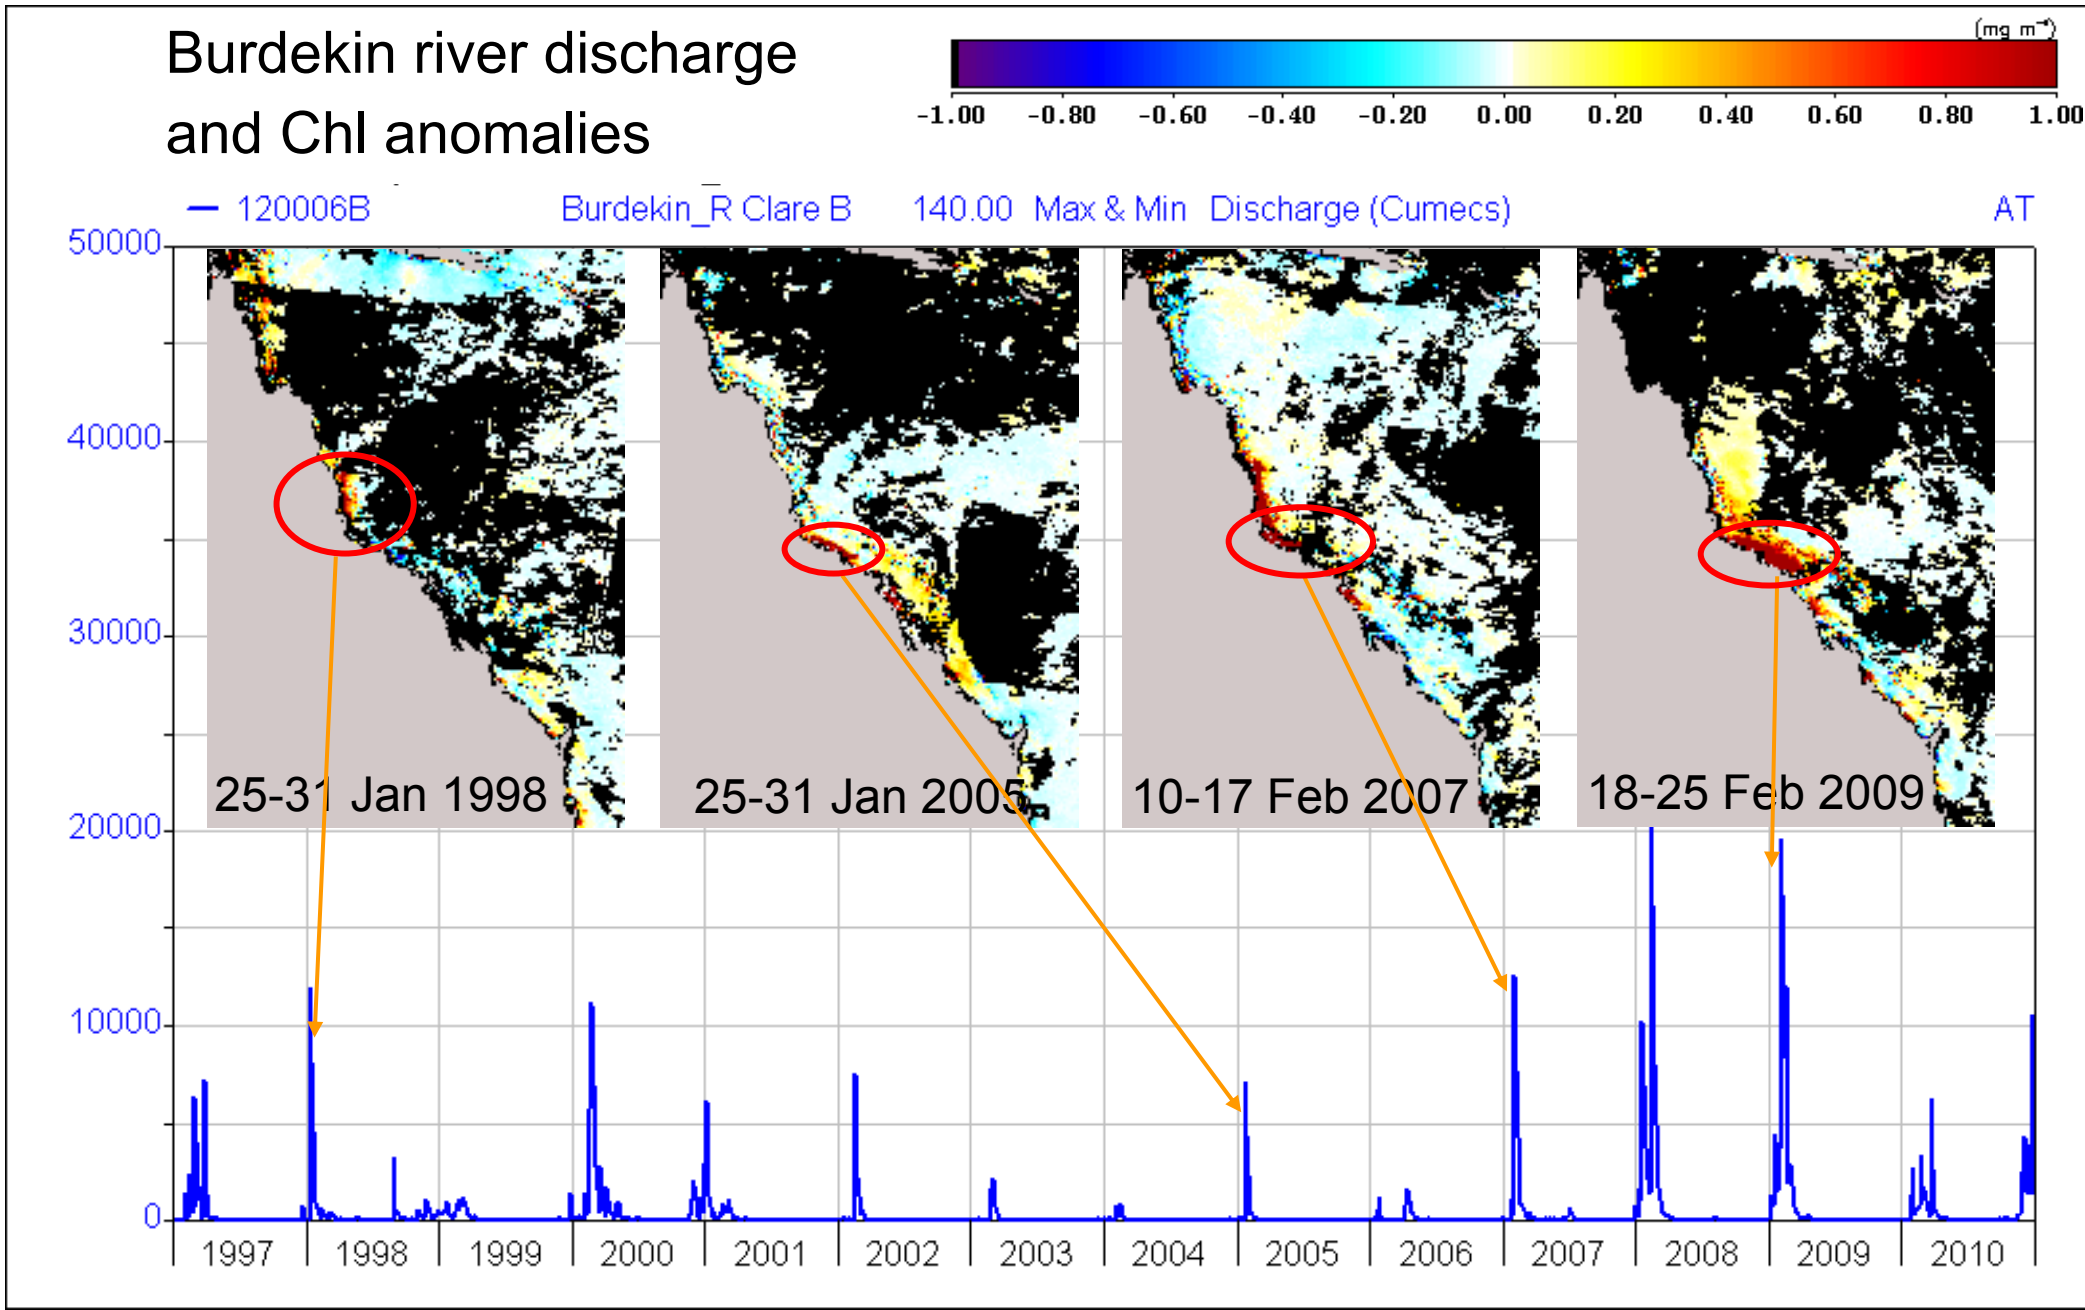 Burdekin river discharge
and Chl anomalies
(mg m⁻³)
-1.00 -0.80 -0.60 -0.40 -0.20 0.00 0.20 0.40 0.60 0.80 1.00
120006B Burdekin_R Clare B 140.00 Max & Min Discharge (Cumecs) AT
50000
40000
30000
20000
10000
0
25-31 Jan 1998
25-31 Jan 2005
10-17 Feb 2007
18-25 Feb 2009
1997 1998 1999 2000 2001 2002 2003 2004 2005 2006 2007 2008 2009 2010